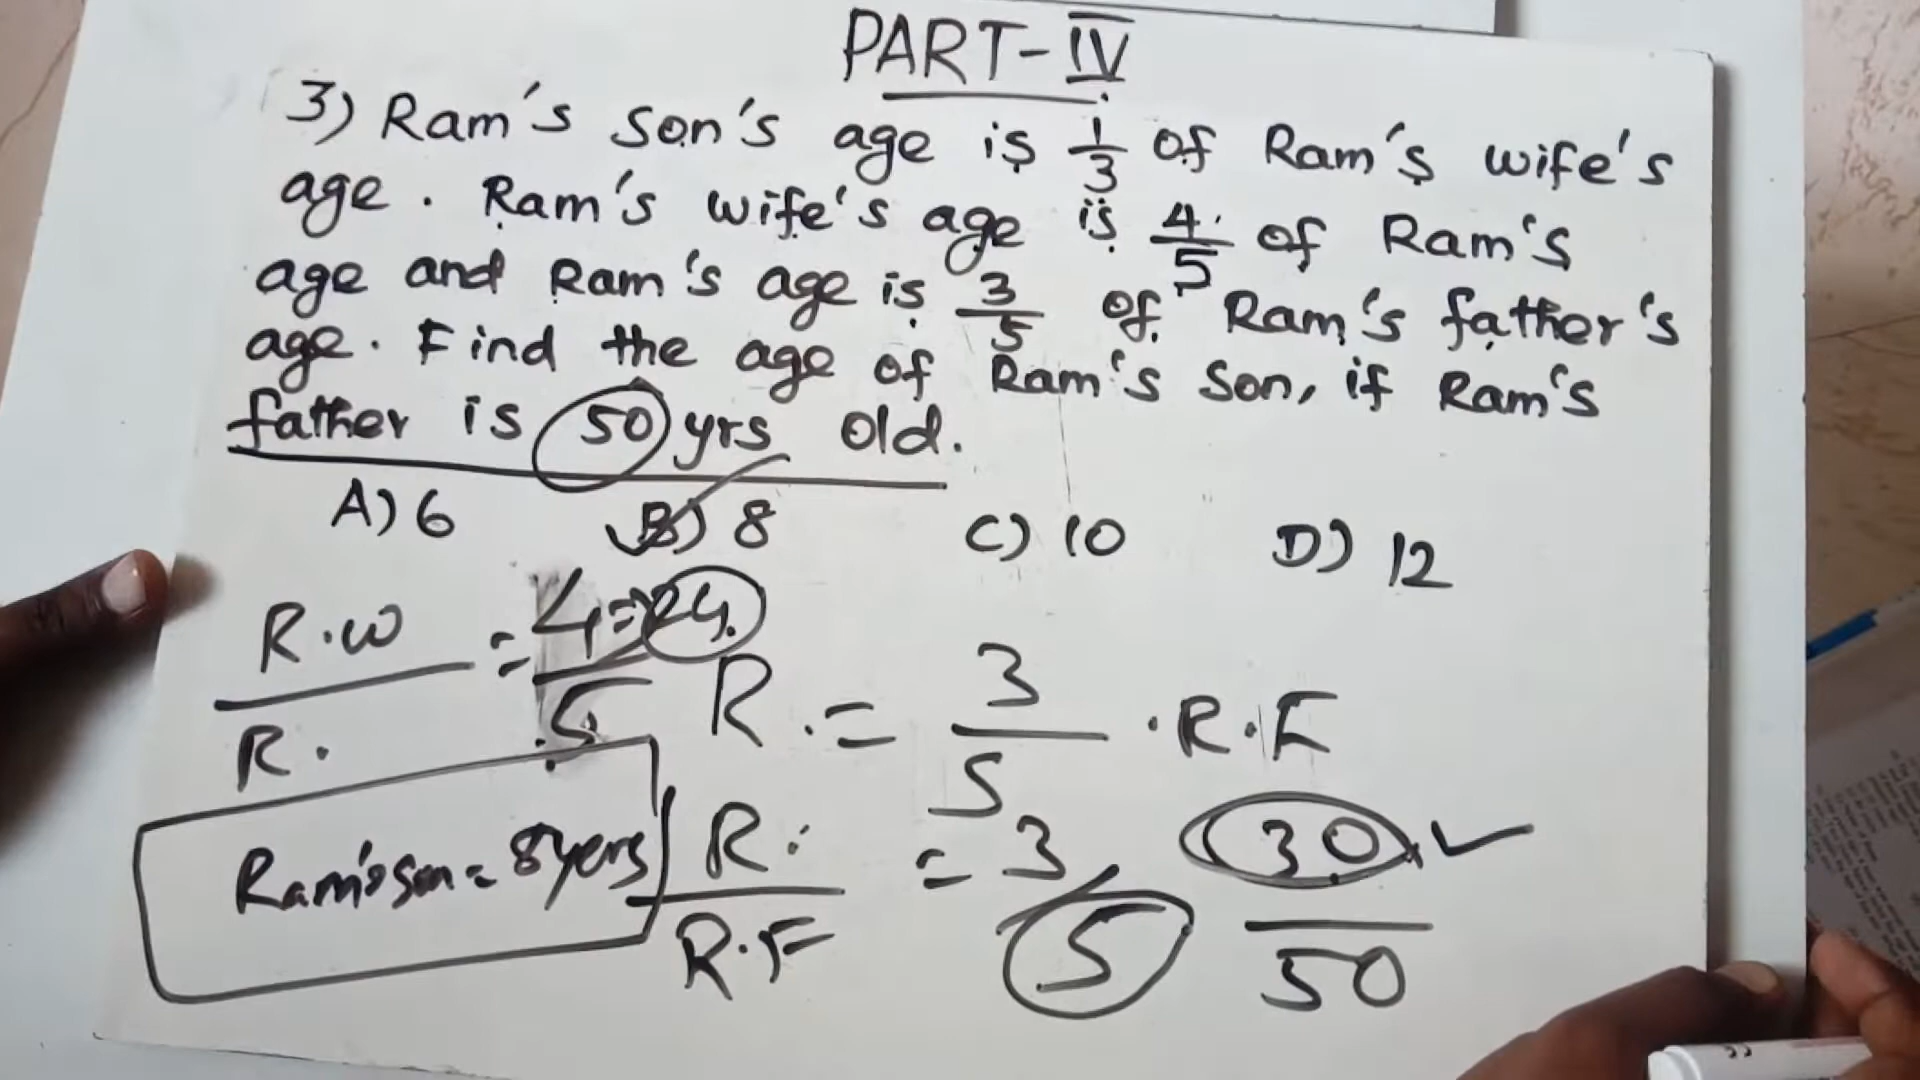 PART-IV
3) Ram's son's age is 1/3 of Ram's wife's
age. Ram's wife's age is 4/5 of Ram's
age and Ram's age is 3/5 of Ram's father's
age. Find the age of Ram's son, if Ram's
father is 50 yrs old.
A) 6 B) 8 C) 10 D) 12
R.W/R. = 4/5 = 24.
R. = 3/5 . R.F
R./R.F = 3/5 30/50
Ram's son = 8 yers